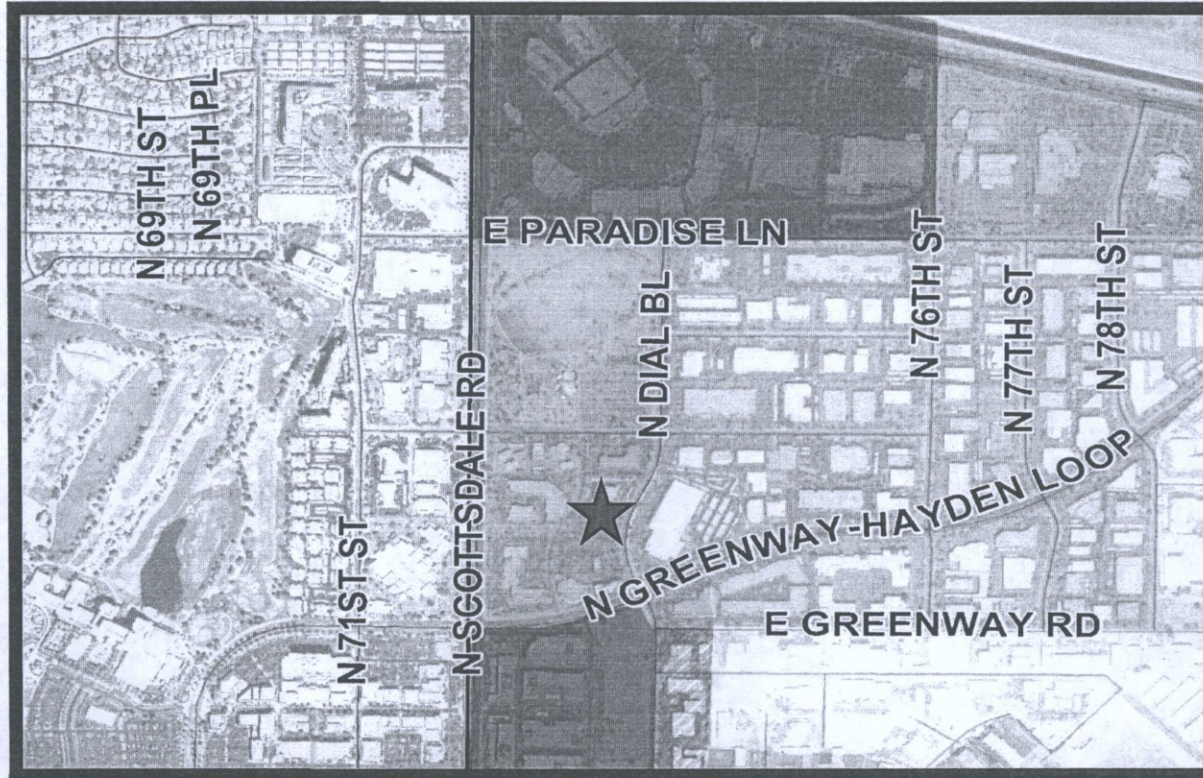 N 69TH ST
N 69TH PL
E PARADISE LN
N DIAL BL
N 76TH ST
N 77TH ST
N 78TH ST
N SCOTTSDALE RD
N 71ST ST
N GREENWAY-HAYDEN LOOP
E GREENWAY RD